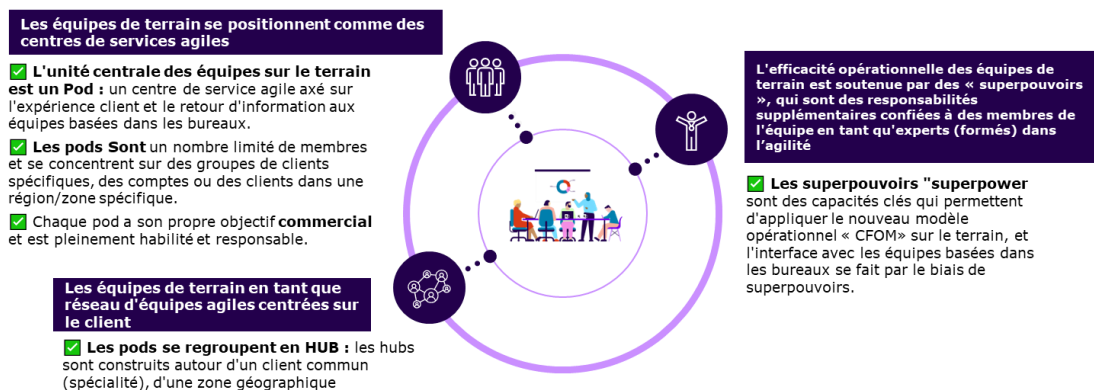 Les équipes de terrain se positionnent comme des
centres de services agiles
✅ L'unité centrale des équipes sur le terrain
est un Pod : un centre de service agile axé sur
l'expérience client et le retour d'information aux
équipes basées dans les bureaux.
✅ Les pods Sont un nombre limité de membres
et se concentrent sur des groupes de clients
spécifiques, des comptes ou des clients dans une
région/zone spécifique.
✅ Chaque pod a son propre objectif commercial
et est pleinement habilité et responsable.
Les équipes de terrain en tant que
réseau d'équipes agiles centrées sur
le client
✅ Les pods se regroupent en HUB : les hubs
sont construits autour d'un client commun
(spécialité), d'une zone géographique
L'efficacité opérationnelle des équipes de
terrain est soutenue par des « superpouvoirs
», qui sont des responsabilités
supplémentaires confiées à des membres de
l'équipe en tant qu'experts (formés) dans
l’agilité
✅ Les superpouvoirs "superpower
sont des capacités clés qui permettent
d'appliquer le nouveau modèle
opérationnel « CFOM» sur le terrain, et
l'interface avec les équipes basées dans
les bureaux se fait par le biais de
superpouvoirs.